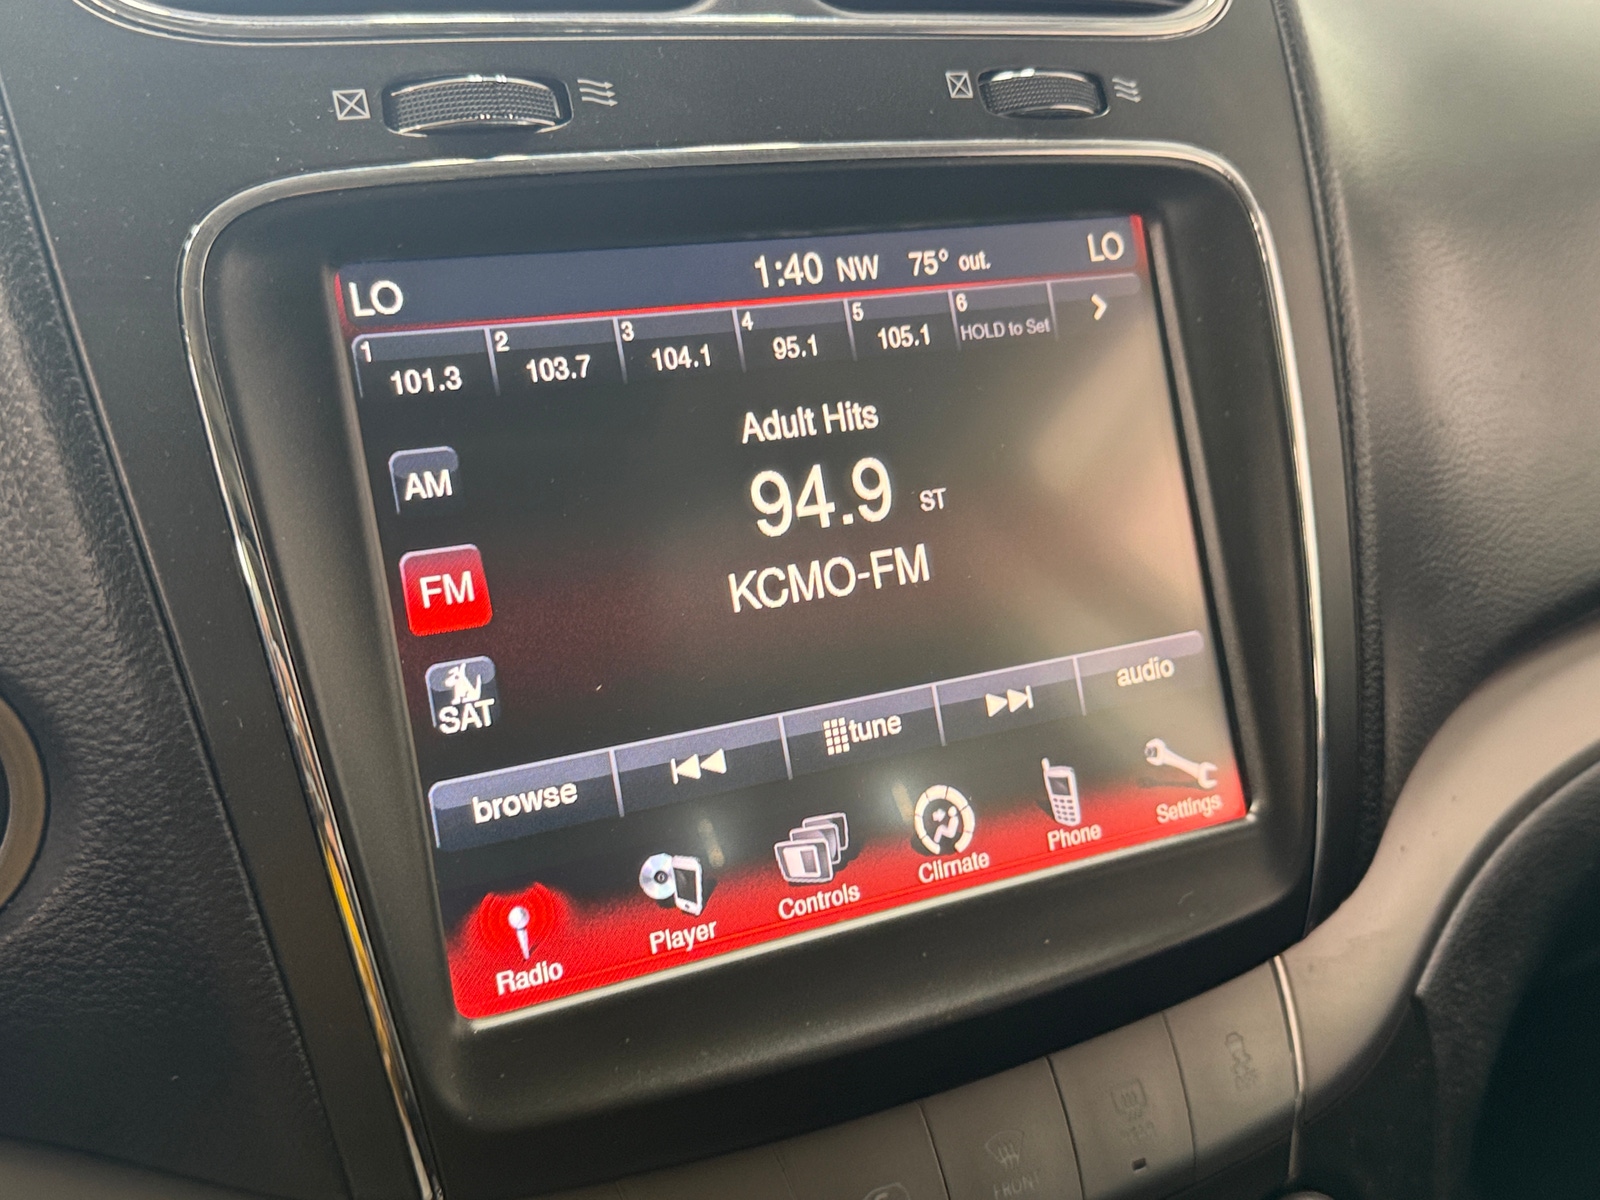 LO 1:40 NW 75° out. LO
1 2 3 4 5 6
101.3 103.7 104.1 95.1 105.1 HOLD to Set
Adult Hits
AM
94.9 ST
FM
KCMO-FM
SAT
browse tune audio
Radio Player Controls Climate Phone Settings
FRONT
REAR